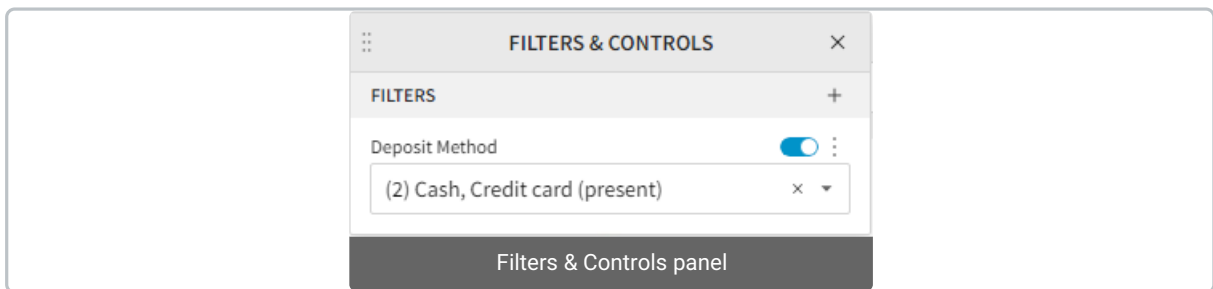 FILTERS & CONTROLS
FILTERS
Deposit Method
(2) Cash, Credit card (present)
Filters & Controls panel